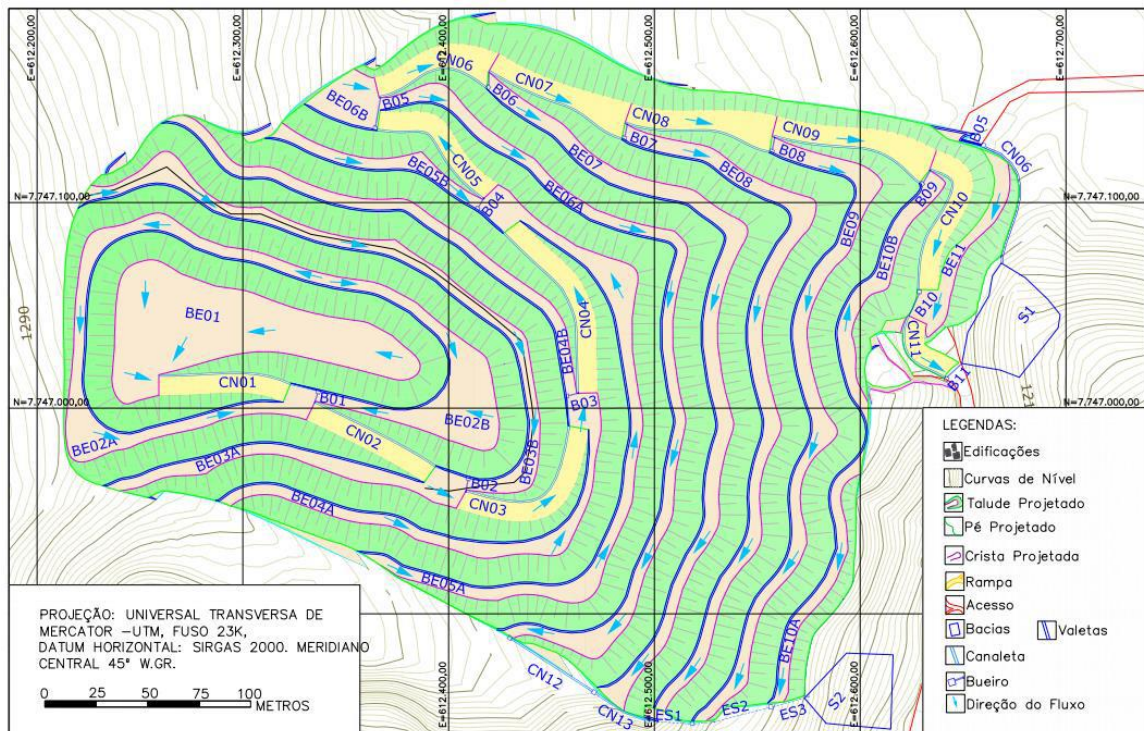 E=612.200,00
E=612.300,00
E=612.400,00
E=612.500,00
E=612.600,00
E=612.700,00
CN06
CN07
B05
B06
BE06B
CN08
CN09
B07
B08
B05
CN06
BE07
BE08
CN05
BE05B
B04
BE06A
B09
CN10
N=7.747.100,00
N=7.747.100,00
BE09
BE10B
BE11
BE01
CN04
BE04B
B10
S1
1290
CN11
B11
CN01
B01
B03
N=7.747.000,00
N=7.747.000,00
BE02B
CN02
BE02A
BE03A
BE03B
B02
CN03
BE04A
BE05A
BE10A
CN12
CN13
ES1
ES2
ES3
S2
E=612.400,00
E=612.500,00
E=612.600,00
LEGENDAS:
Edificações
Curvas de Nível
Talude Projetado
Pé Projetado
Crista Projetada
Rampa
Acesso
Bacias
Valetas
Canaleta
Bueiro
Direção do Fluxo
PROJEÇÃO: UNIVERSAL TRANSVERSA DE
MERCATOR –UTM, FUSO 23K,
DATUM HORIZONTAL: SIRGAS 2000. MERIDIANO
CENTRAL 45° W.GR.
0 25 50 75 100 METROS